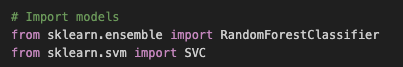 # Import models
from sklearn.ensemble import RandomForestClassifier
from sklearn.svm import SVC